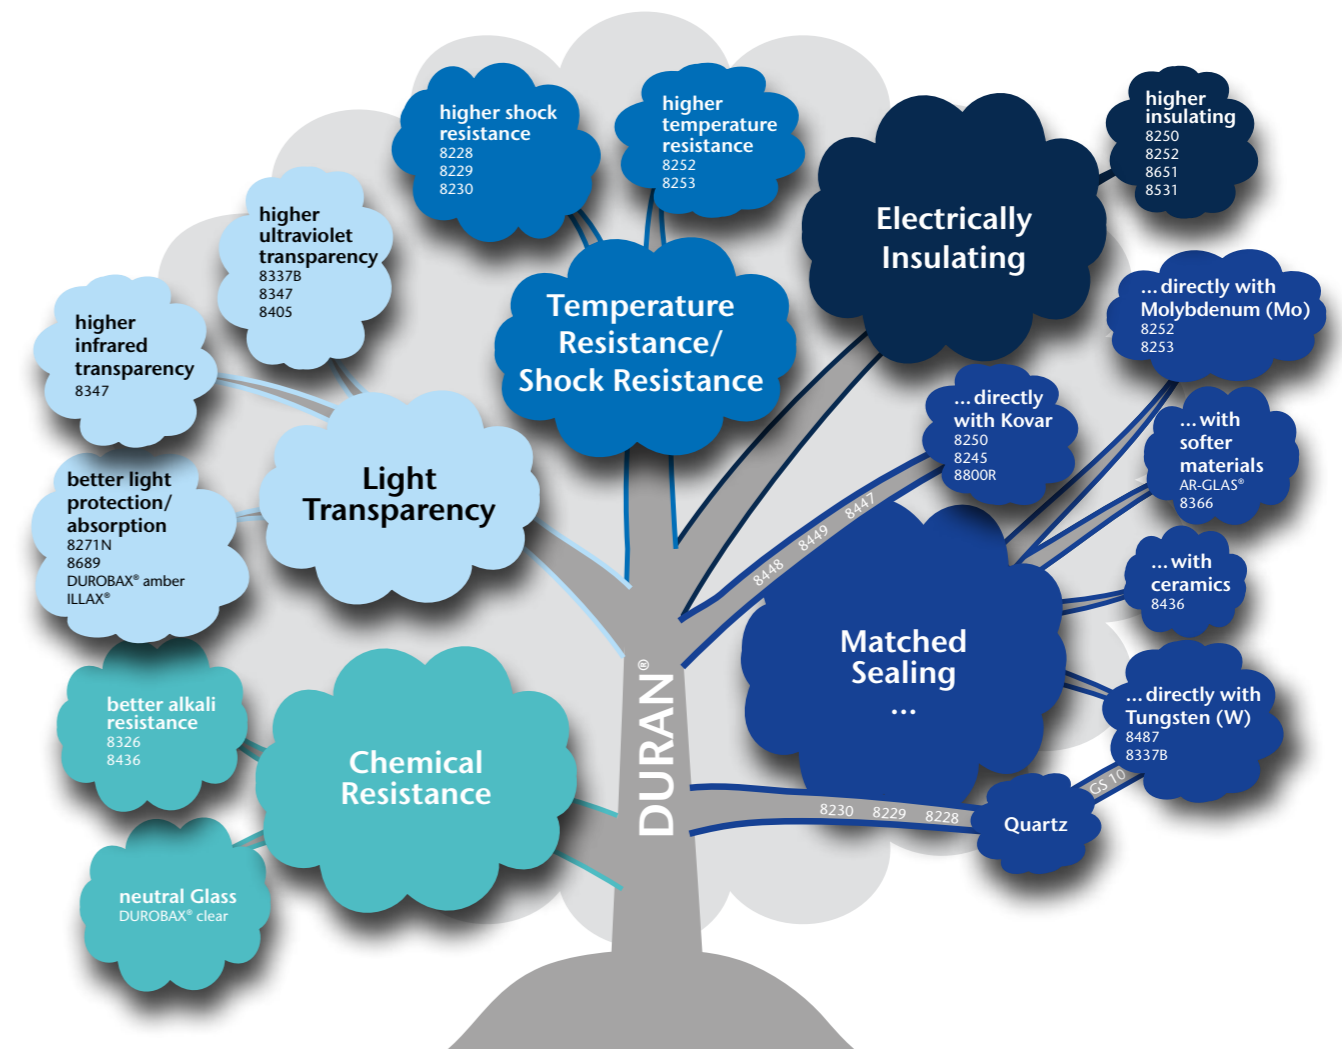 higher shock
resistance
8228
8229
8230
higher
temperature
resistance
8252
8253
higher
insulating
8250
8252
8651
8531
Electrically
Insulating
higher
ultraviolet
transparency
8337B
8347
8405
Temperature
Resistance/
Shock Resistance
...directly with
Molybdenum (Mo)
8252
8253
higher
infrared
transparency
8347
...directly
with Kovar
8250
8245
8800R
...with
softer
materials
AR-GLAS®
8366
Light
Transparency
better light
protection/
absorption
8271N
8689
DUROBAX® amber
ILLAX®
8448 8449 8447
...with
ceramics
8436
Matched
Sealing
...
DURAN®
better alkali
resistance
8326
8436
Chemical
Resistance
...directly with
Tungsten (W)
8487
8337B
GS 10
8230 8229 8228
Quartz
neutral Glass
DUROBAX® clear